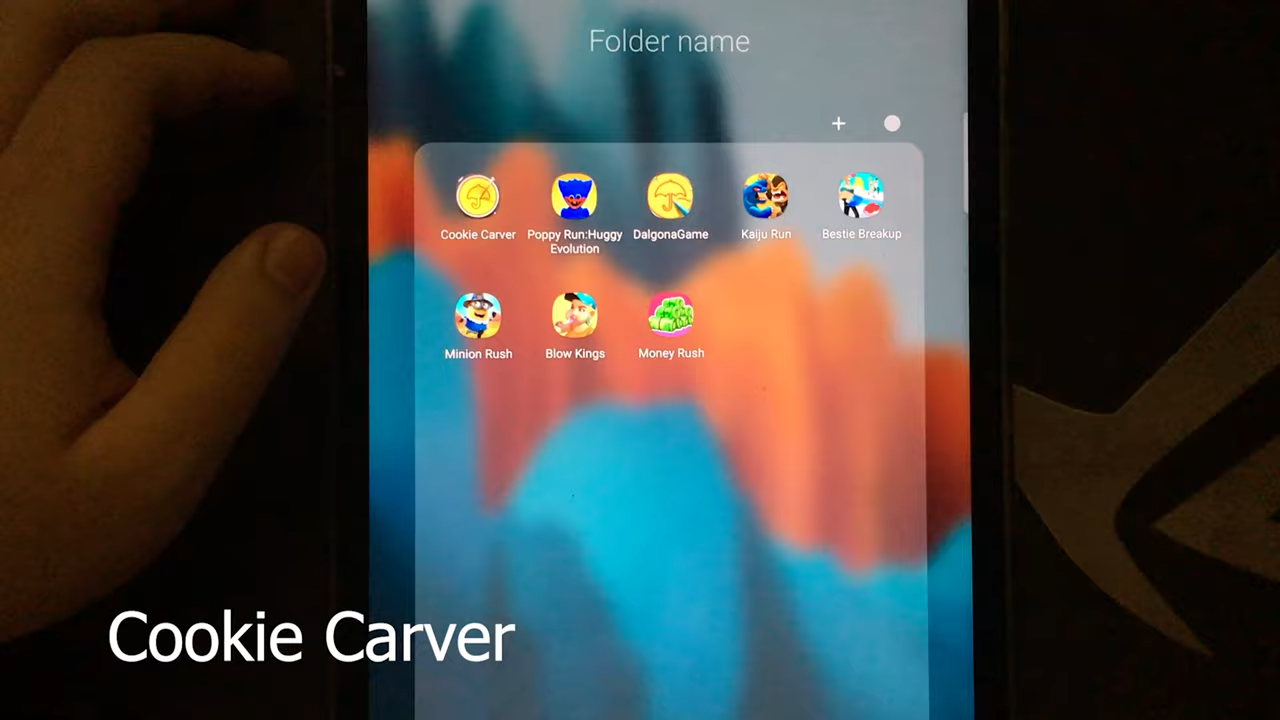 Folder name
+
Cookie Carver
Poppy Run:Huggy
Evolution
DalgonaGame
Kaiju Run
Bestie Breakup
Minion Rush
Blow Kings
Money Rush
Cookie Carver